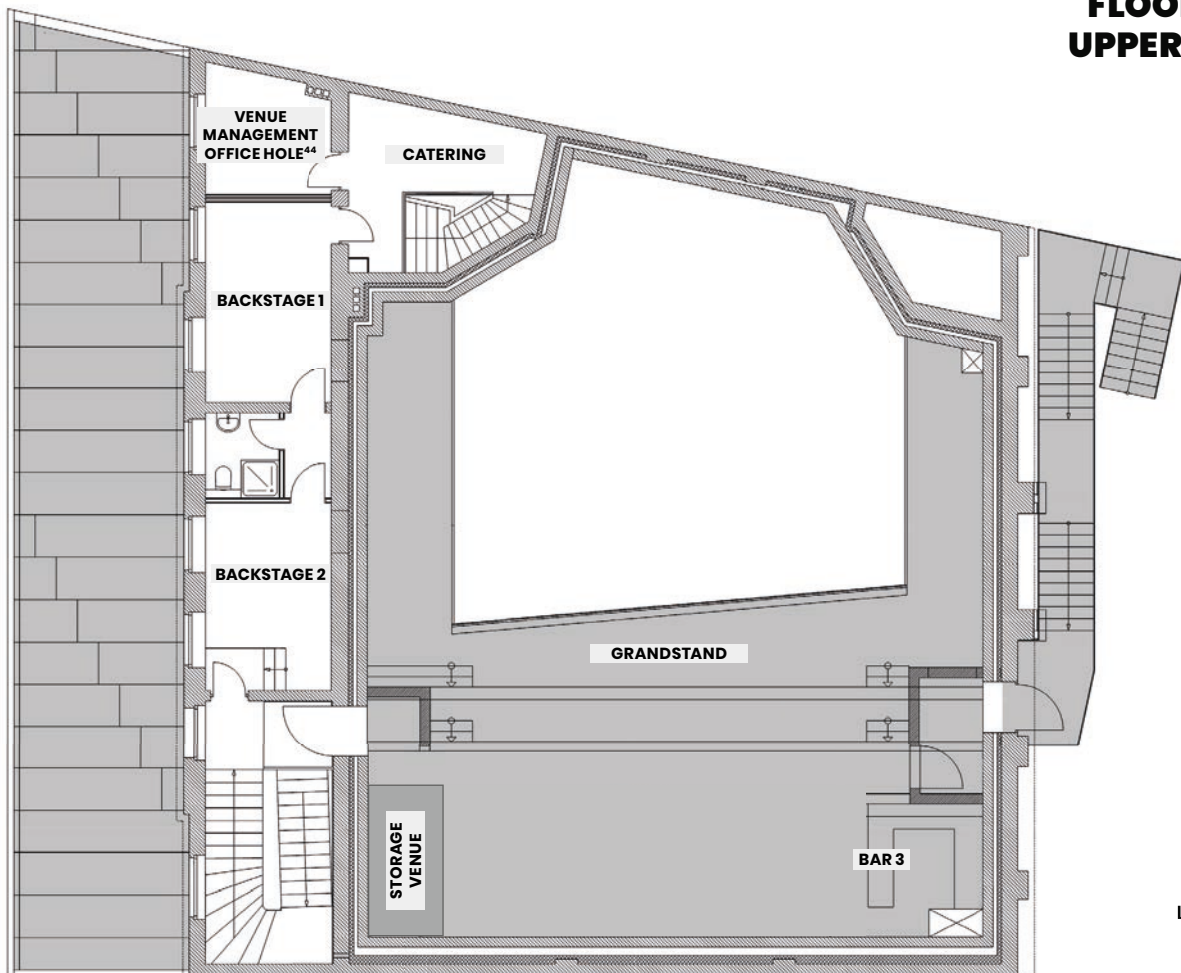 FLOOR
UPPER
VENUE
MANAGEMENT
OFFICE HOLE⁴⁴
CATERING
BACKSTAGE 1
BACKSTAGE 2
GRANDSTAND
STORAGE
VENUE
BAR 3
L